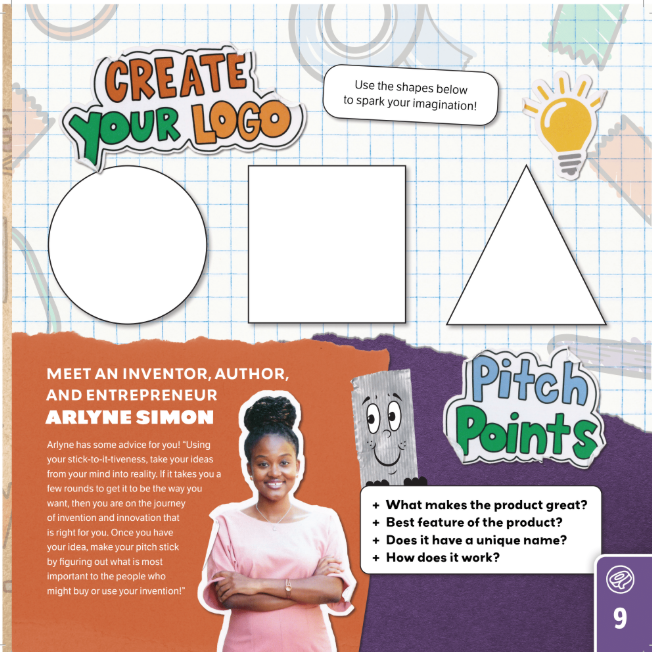 CREATE
YOUR LOGO
Use the shapes below
to spark your imagination!
MEET AN INVENTOR, AUTHOR,
AND ENTREPRENEUR
ARLYNE SIMON
Arlyne has some advice for you! "Using
your stick-to-it-tiveness, take your ideas
from your mind into reality. If it takes you a
few rounds to get it to be the way you
want, then you are on the journey
of invention and innovation that
is right for you. Once you have
your idea, make your pitch stick
by figuring out what is most
important to the people who
might buy or use your invention!"
Pitch
Points
+ What makes the product great?
+ Best feature of the product?
+ Does it have a unique name?
+ How does it work?
9